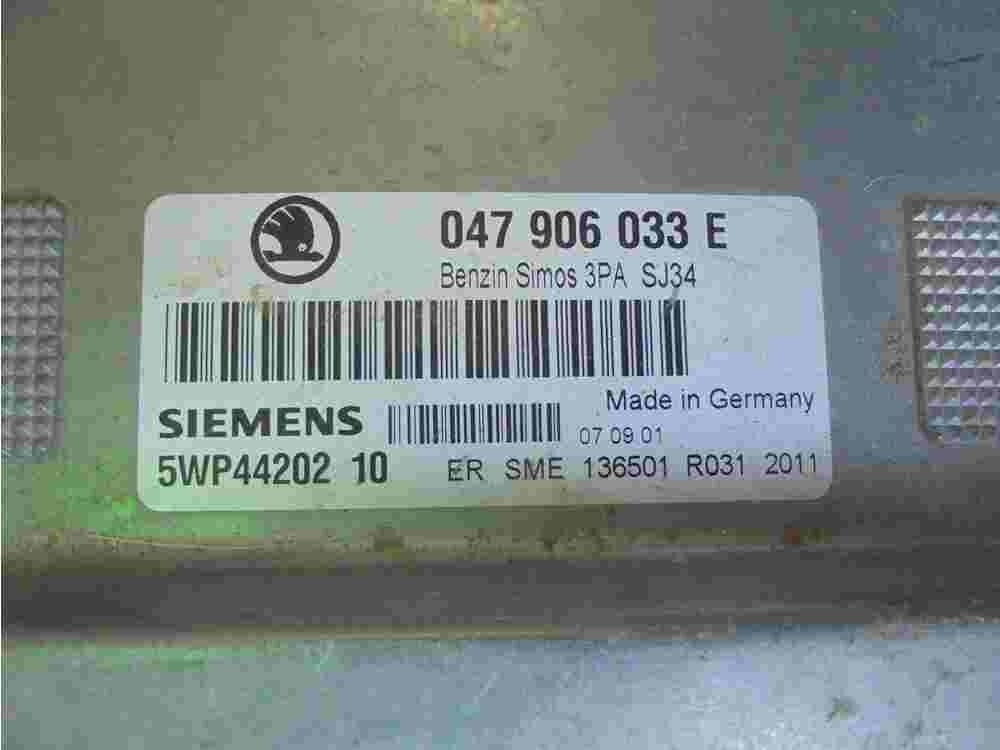 047 906 033 E
Benzin Simos 3PA SJ34
Made in Germany
SIEMENS
07 09 01
5WP44202 10
ER SME 136501 R031 2011